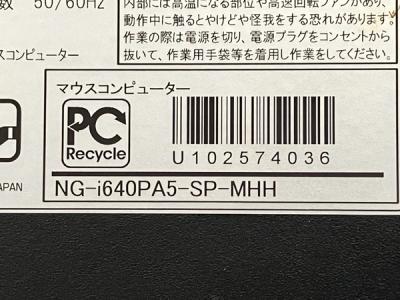 数 50/60Hz
内部には高温になる部位や高速回転ファンがあり、
動作中に触るとやけどや怪我をする恐れがあります。
作業の際は電源を切り、電源プラグをコンセントから
抜いて、作業用手袋等を着用し作業をしてください。
スコンピューター
マウスコンピューター
PC
Recycle
U102574036
JAPAN
NG-i640PA5-SP-MHH